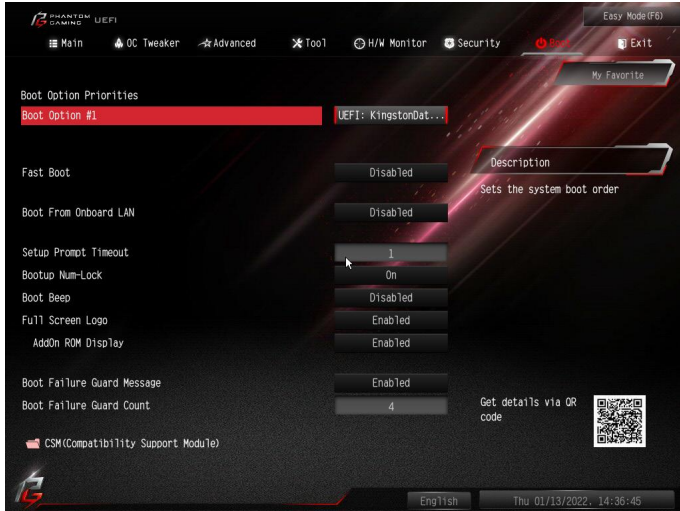 PHANTOM GAMING UEFI
Easy Mode(F6)
Main OC Tweaker Advanced Tool H/W Monitor Security Boot Exit
My Favorite
Boot Option Priorities
Boot Option #1 UEFI: KingstonDat...
Description
Fast Boot Disabled
Sets the system boot order
Boot From Onboard LAN Disabled
Setup Prompt Timeout 1
Bootup Num-Lock On
Boot Beep Disabled
Full Screen Logo Enabled
AddOn ROM Display Enabled
Boot Failure Guard Message Enabled
Boot Failure Guard Count 4
Get details via QR
code
CSM(Compatibility Support Module)
English Thu 01/13/2022. 14:36:45